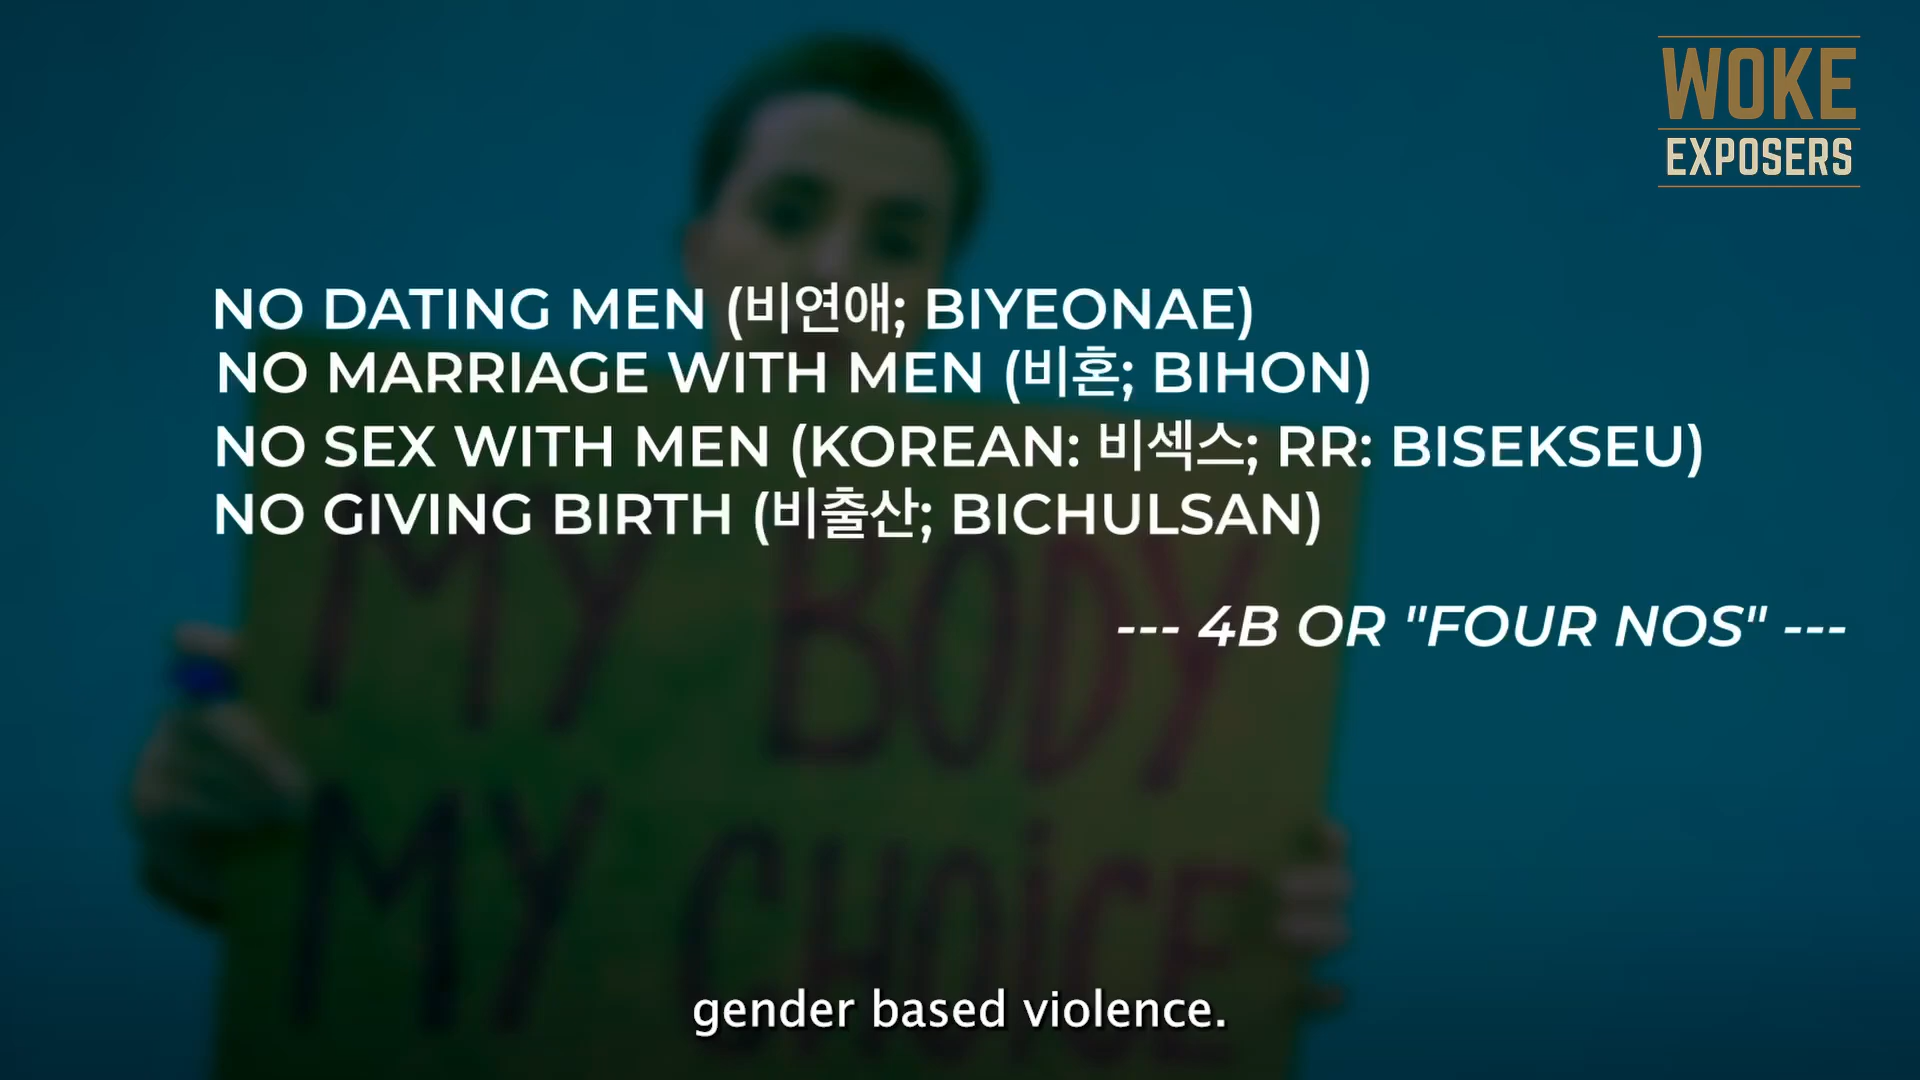 WOKE
EXPOSERS
NO DATING MEN (비연애; BIYEONAE)
NO MARRIAGE WITH MEN (비혼; BIHON)
NO SEX WITH MEN (KOREAN: 비섹스; RR: BISEKSEU)
NO GIVING BIRTH (비출산; BICHULSAN)
--- 4B OR "FOUR NOS" ---
MY BODY
MY CHOiCE
gender based violence.